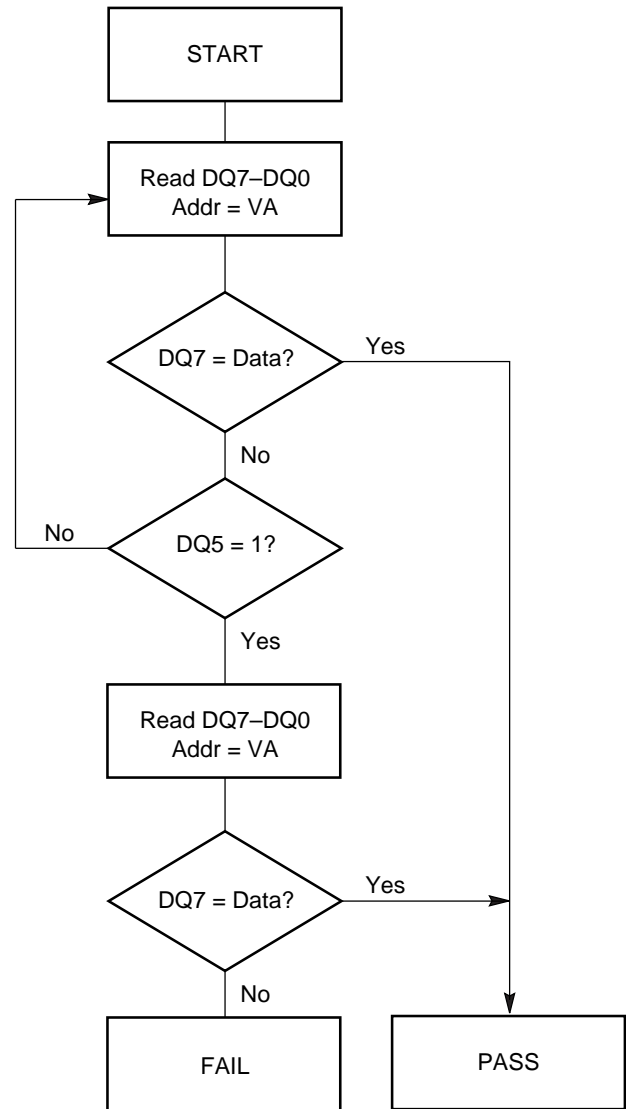 START
Read DQ7–DQ0
Addr = VA
DQ7 = Data?
Yes
No
No
DQ5 = 1?
Yes
Read DQ7–DQ0
Addr = VA
DQ7 = Data?
Yes
No
FAIL
PASS